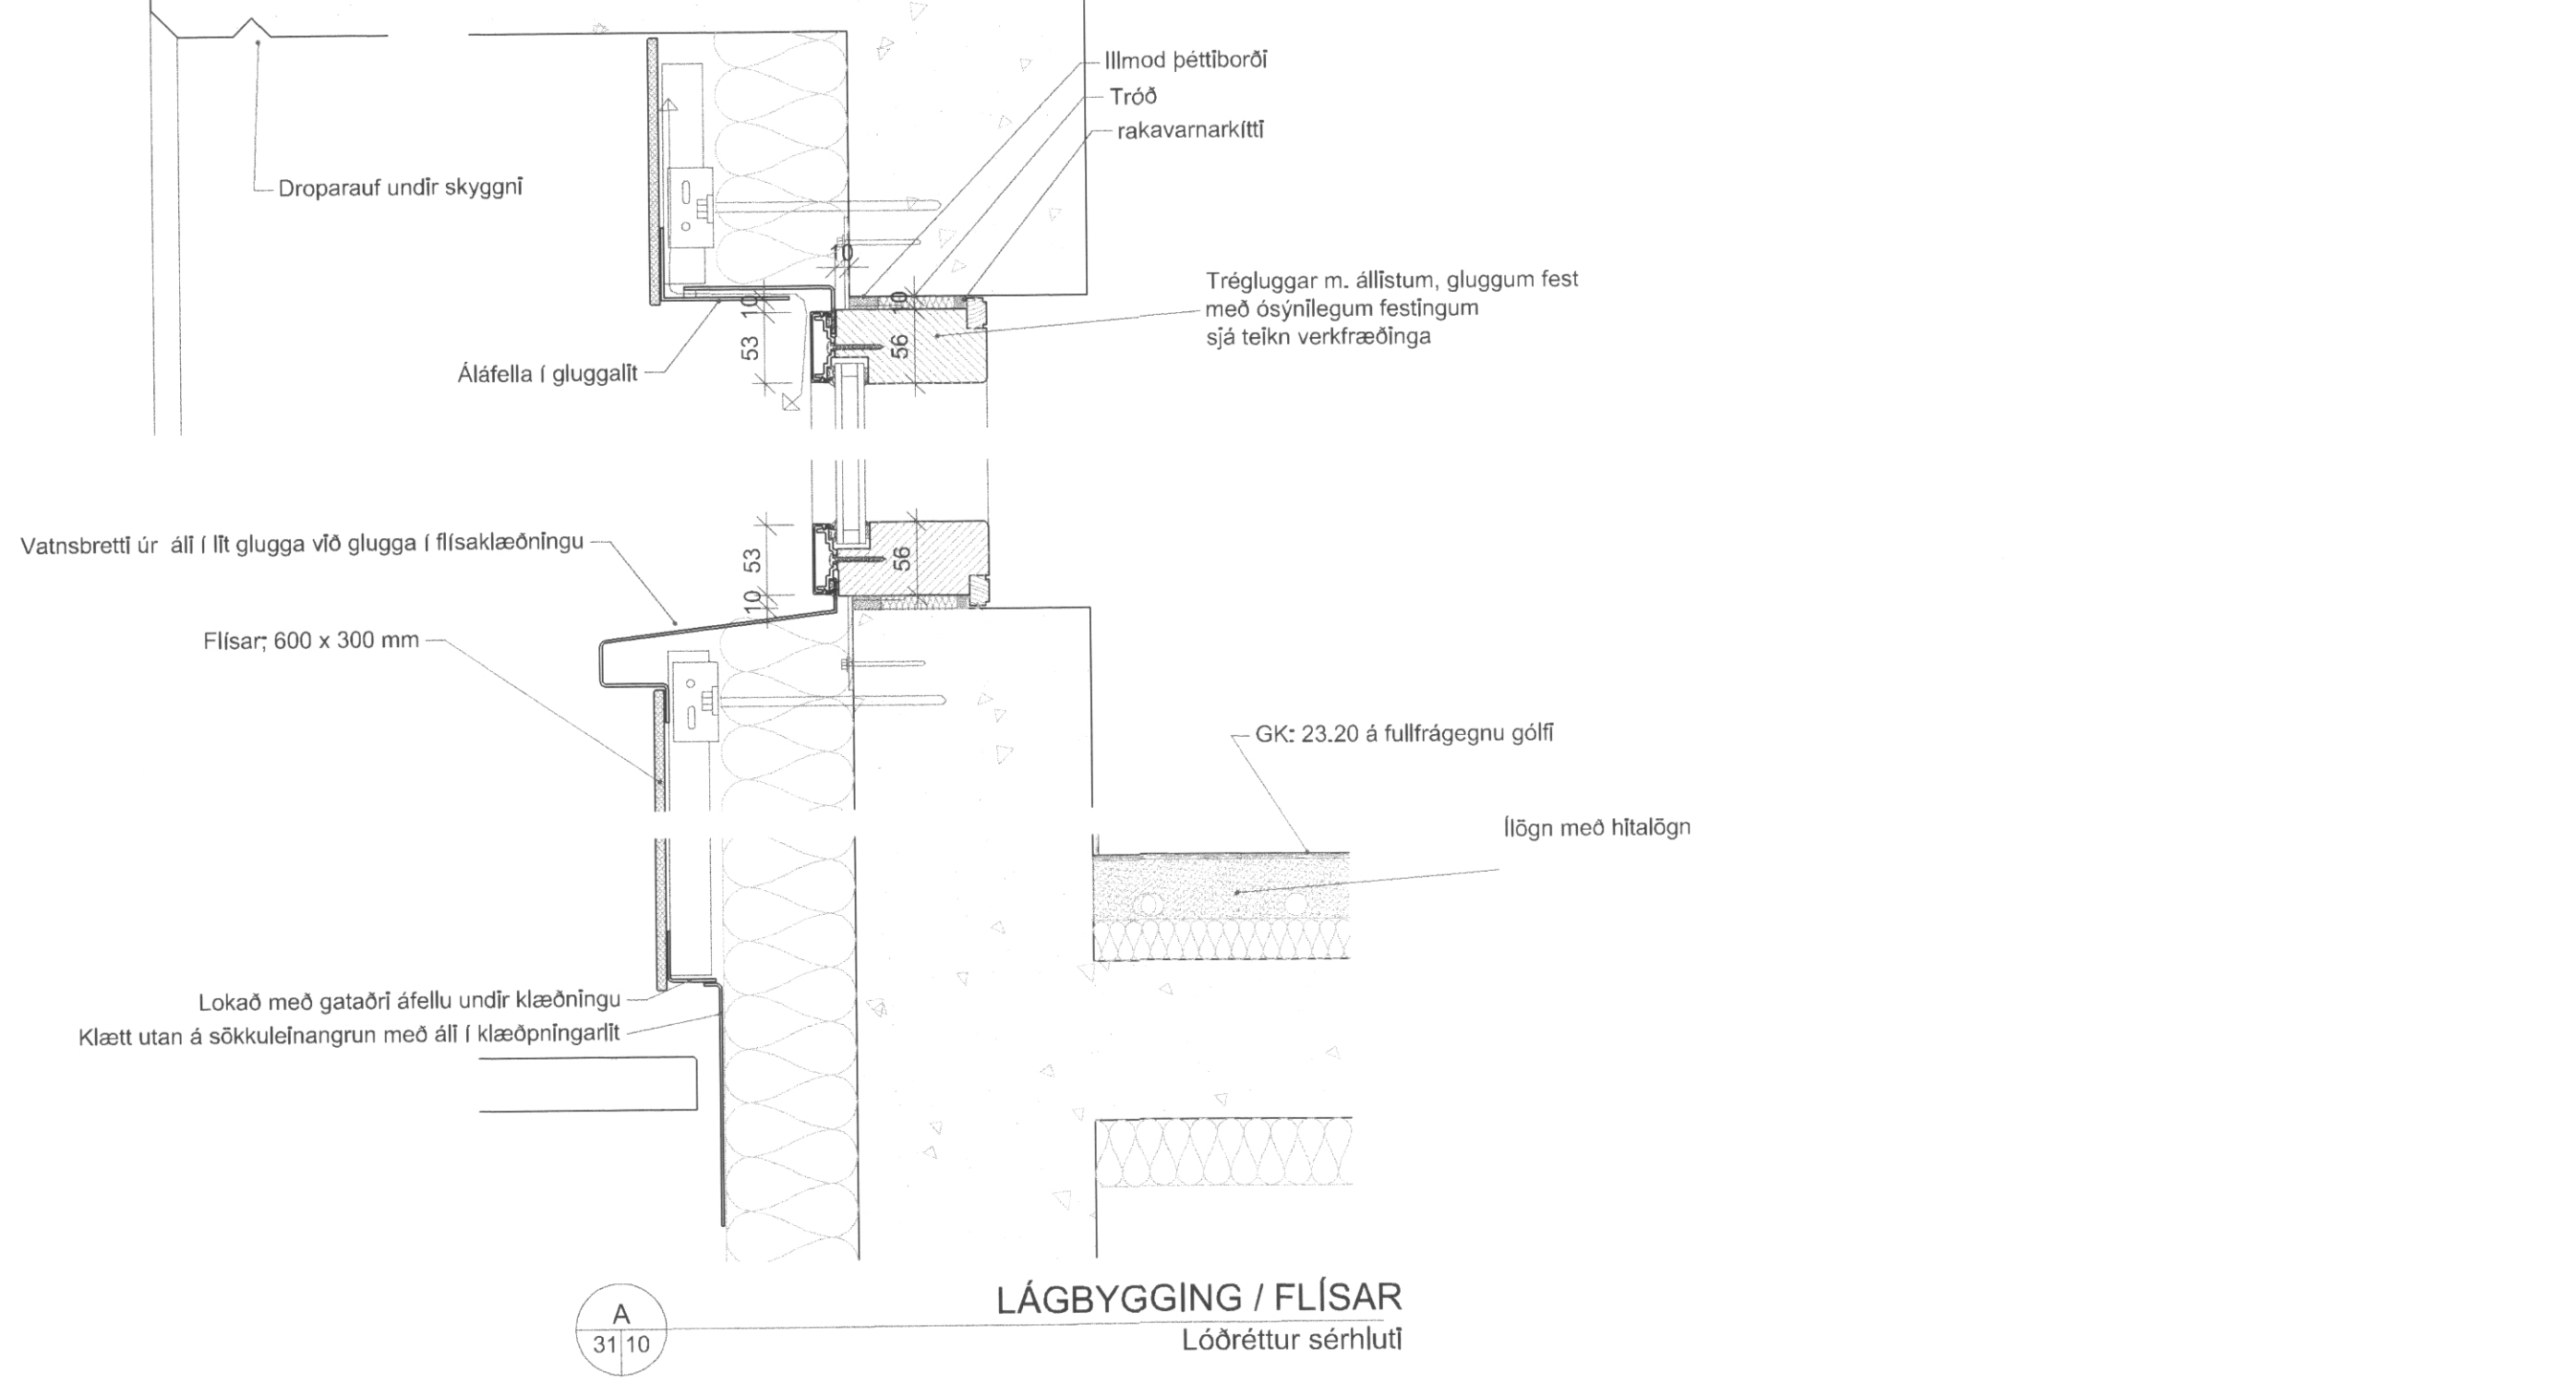 Illmod þéttiborði
Tróð
rakavarnarkítti
Droparauf undir skyggni
10
Trégluggar m. állistum, gluggum fest
með ósýnilegum festingum
sjá teikn verkfræðinga
10
10
53
56
Áláfella í gluggalit
Vatnsbretti úr áli í lit glugga við glugga í flísaklæðningu
53
56
10
Flísar; 600 x 300 mm
GK: 23.20 á fullfrágegnu gólfi
Ílögn með hitalögn
Lokað með gataðri áfellu undir klæðningu
Klætt utan á sökkuleinangrun með áli í klæðpningarlit
LÁGBYGGING / FLÍSAR
A
31 10
Lóðréttur sérhluti